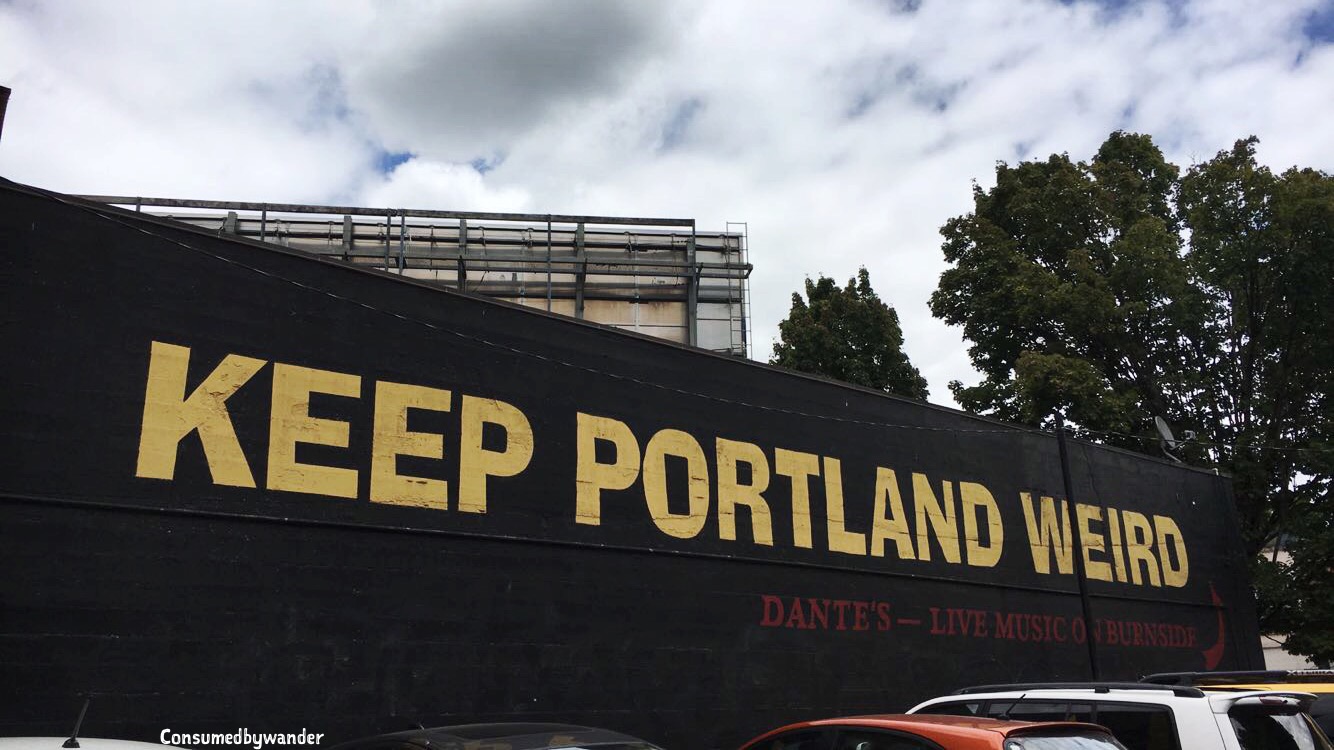 KEEP PORTLAND WEIRD
DANTE'S — LIVE MUSIC ON BURNSIDE
Consumedbywander